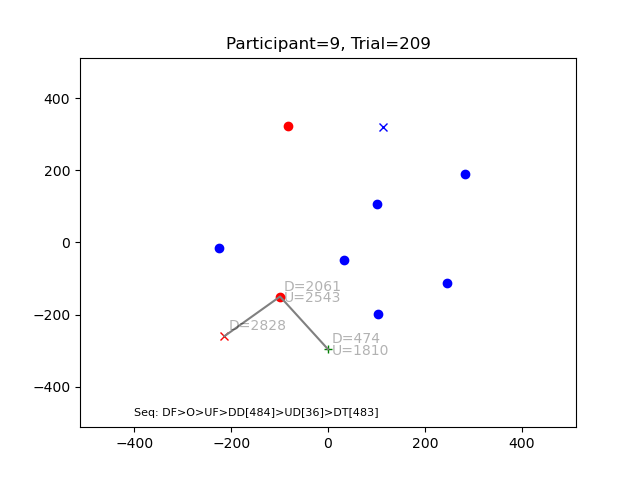 Participant=9, Trial=209
400
200
0
−200
−400
D=2061
U=2543
D=2828
D=474
U=1810
Seq: DF>O>UF>DD[484]>UD[36]>DT[483]
−400
−200
0
200
400